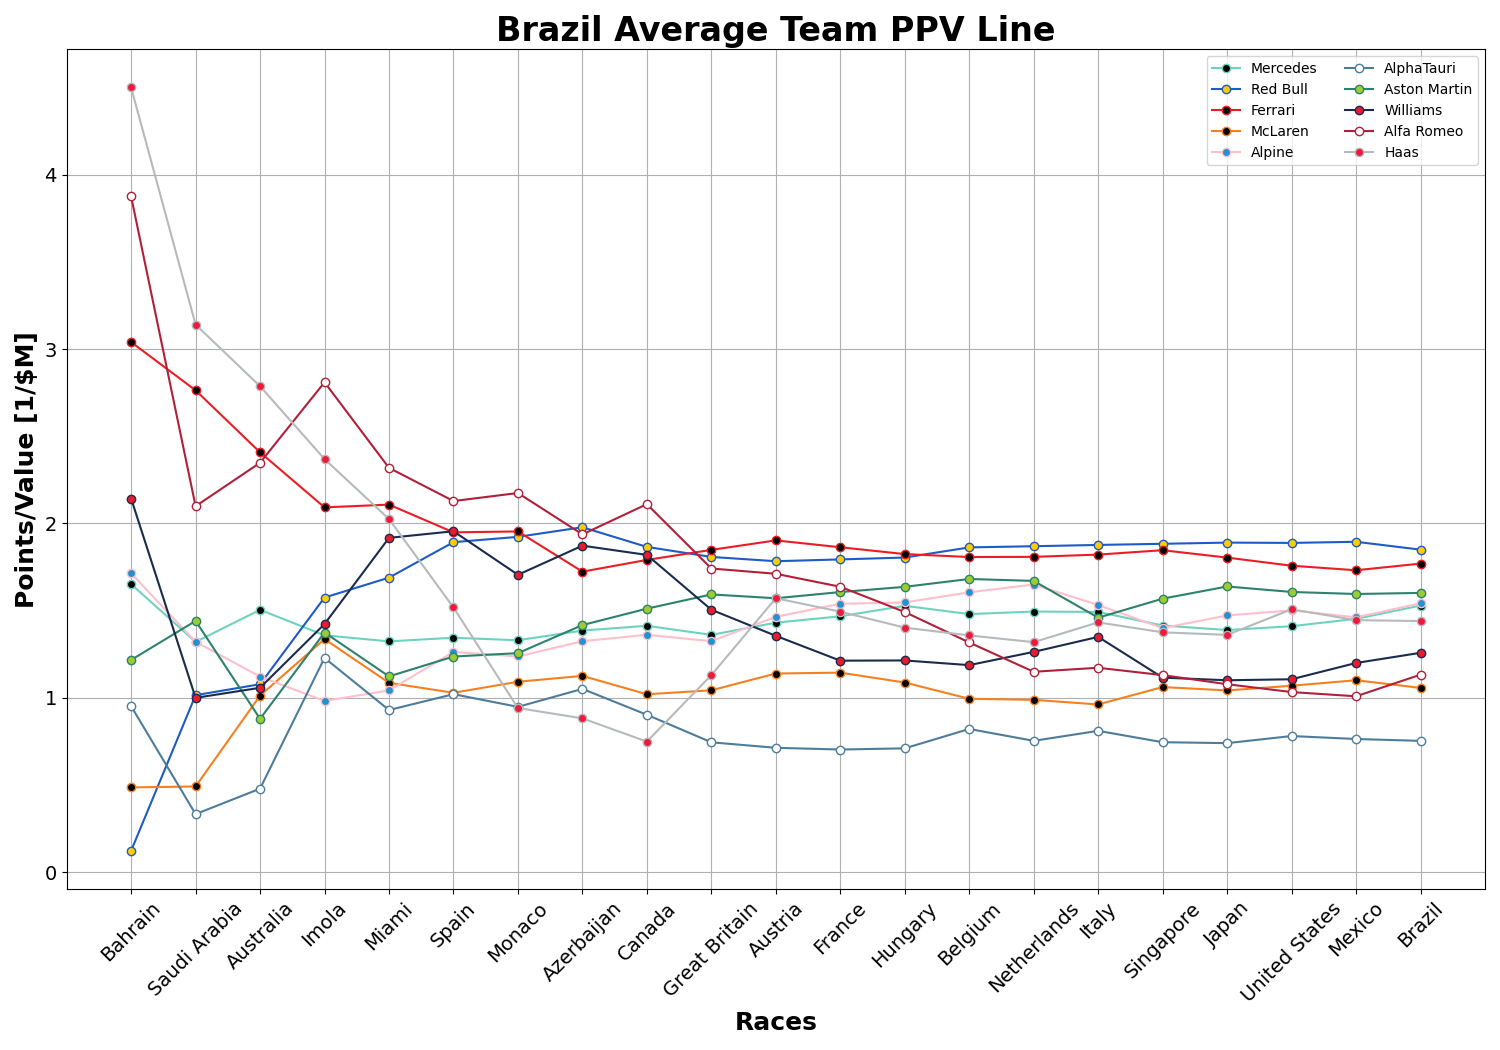 Brazil Average Team PPV Line
Mercedes
Red Bull
Ferrari
McLaren
Alpine
AlphaTauri
Aston Martin
Williams
Alfa Romeo
Haas
Points/Value [1/$M]
4
3
2
1
0
Bahrain
Saudi Arabia
Australia
Imola
Miami
Spain
Monaco
Azerbaijan
Canada
Great Britain
Austria
France
Hungary
Belgium
Netherlands
Italy
Singapore
Japan
United States
Mexico
Brazil
Races